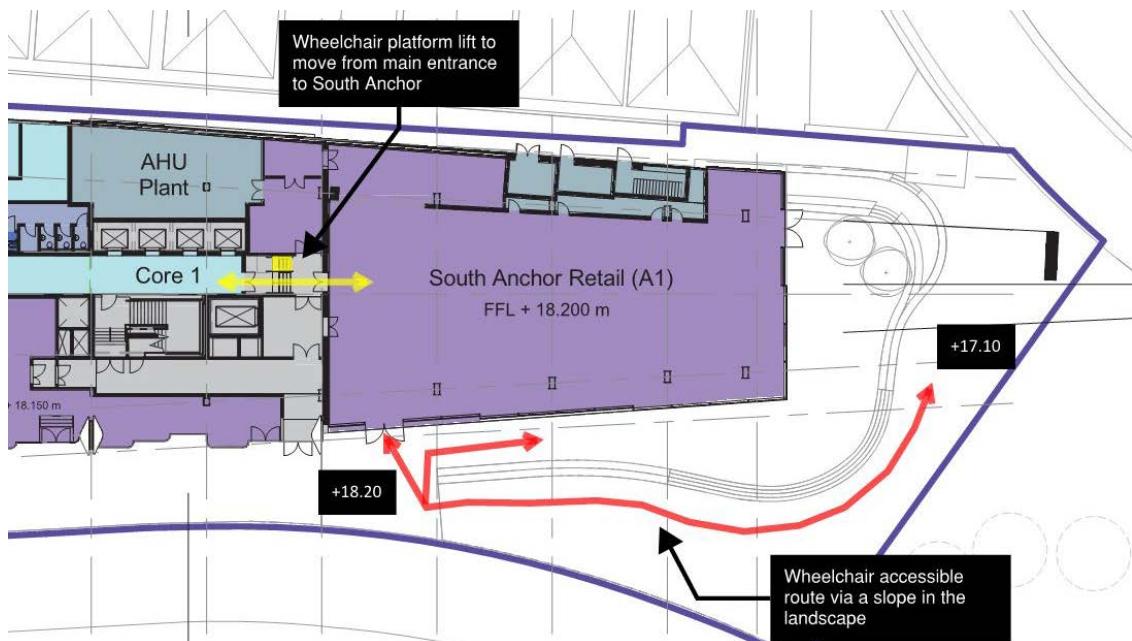 Wheelchair platform lift to
move from main entrance
to South Anchor
AHU
Plant
Core 1
South Anchor Retail (A1)
FFL + 18.200 m
+17.10
+ 18.150 m
+18.20
Wheelchair accessible
route via a slope in the
landscape